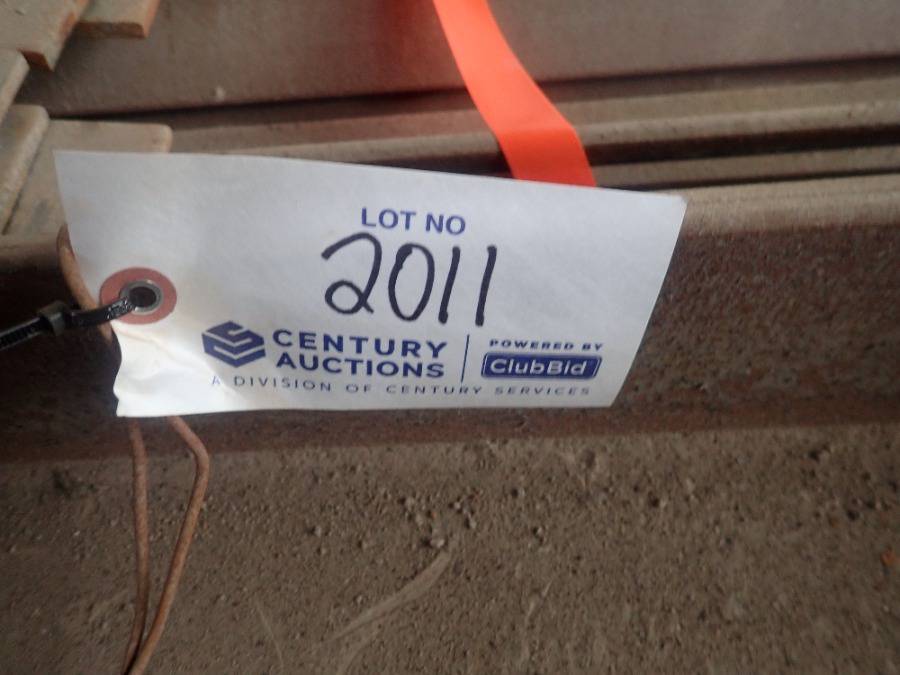 LOT NO
2011
CENTURY
AUCTIONS
A DIVISION OF CENTURY SERVICES
POWERED BY
ClubBid